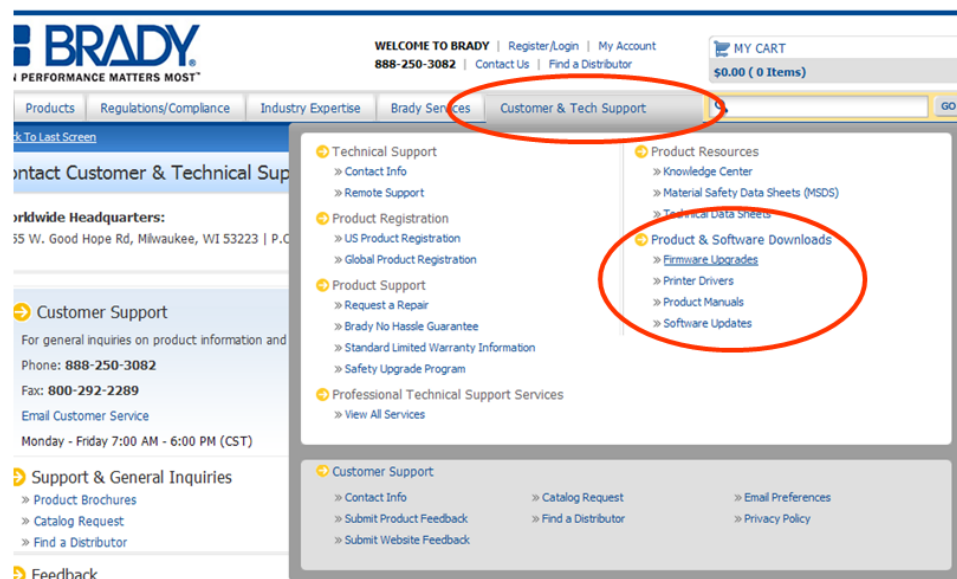 BRADY
PERFORMANCE MATTERS MOST
WELCOME TO BRADY | Register/Login | My Account
888-250-3082 | Contact Us | Find a Distributor
MY CART
$0.00 ( 0 Items)
Products
Regulations/Compliance
Industry Expertise
Brady Services
Customer & Tech Support
GO
To Last Screen
Customer & Technical
Headquarters:
W. Good Hope Rd, Milwaukee, WI 53223 |
Customer Support
For general inquiries on product information and
Phone: 888-250-3082
Fax: 800-292-2289
Email Customer Service
Monday - Friday 7:00 AM - 6:00 PM (CST)
Support & General Inquiries
» Product Brochures
» Catalog Request
» Find a Distributor
Feedback
Technical Support
» Contact Info
» Remote Support
Product Registration
» US Product Registration
» Global Product Registration
Product Support
» Request a Repair
» Brady No Hassle Guarantee
» Standard Limited Warranty Information
» Safety Upgrade Program
Professional Technical Support Services
» View All Services
Product Resources
» Knowledge Center
» Material Safety Data Sheets (MSDS)
» Technical Data Sheets
Product & Software Downloads
» Firmware Upgrades
» Printer Drivers
» Product Manuals
» Software Updates
Customer Support
» Contact Info
» Submit Product Feedback
» Submit Website Feedback
» Catalog Request
» Find a Distributor
» Email Preferences
» Privacy Policy